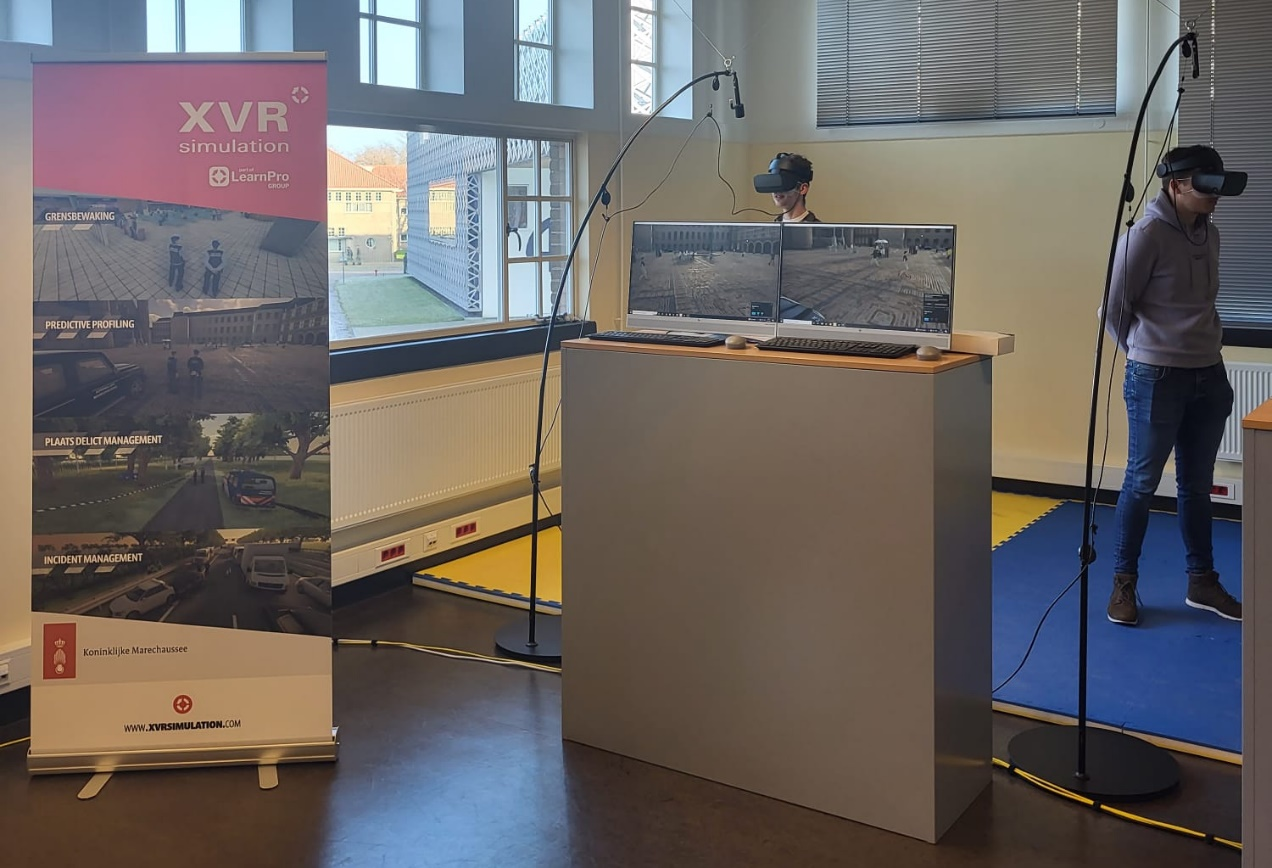 XVR
simulation
part of
LearnPro
GROUP
GRENSBEWAKING
PREDICTIVE PROFILING
PLAATS DELICT MANAGEMENT
INCIDENT MANAGEMENT
Koninklijke Marechaussee
WWW.XVRSIMULATION.COM